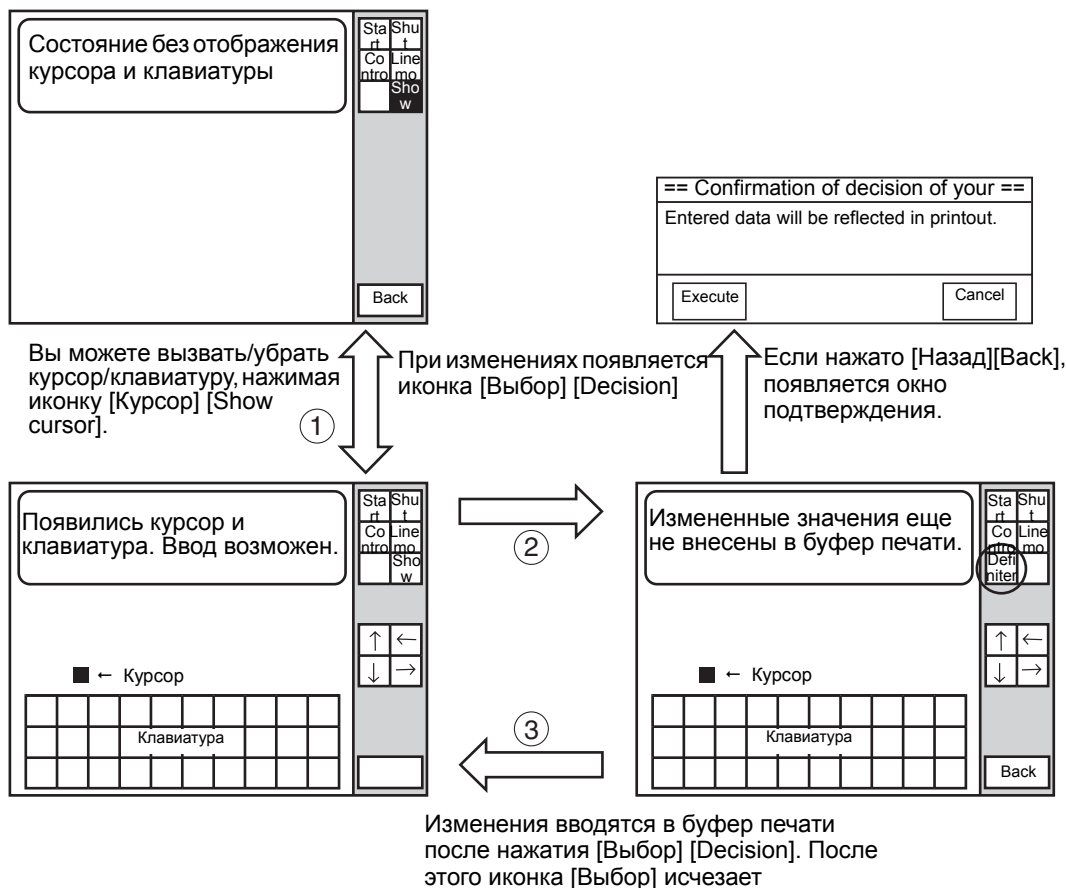 Состояние без отображения
курсора и клавиатуры
Sta Shu
rt t
Co Line
ntro mo
Sho
w
Back
== Confirmation of decision of your ==
Entered data will be reflected in printout.
Execute
Cancel
Вы можете вызвать/убрать
курсор/клавиатуру, нажимая
иконку [Курсор] [Show
cursor].
1
При изменениях появляется
иконка [Выбор] [Decision]
Если нажато [Назад][Back],
появляется окно
подтверждения.
Появились курсор и
клавиатура. Ввод возможен.
Sta Shu
rt t
Co Line
ntro mo
Sho
w
↑ ←
↓ →
← Курсор
Клавиатура
2
3
Измененные значения еще
не внесены в буфер печати.
Sta Shu
rt t
Co Line
ntro mo
Defi
niter
↑ ←
↓ →
← Курсор
Клавиатура
Back
Изменения вводятся в буфер печати
после нажатия [Выбор] [Decision]. После
этого иконка [Выбор] исчезает